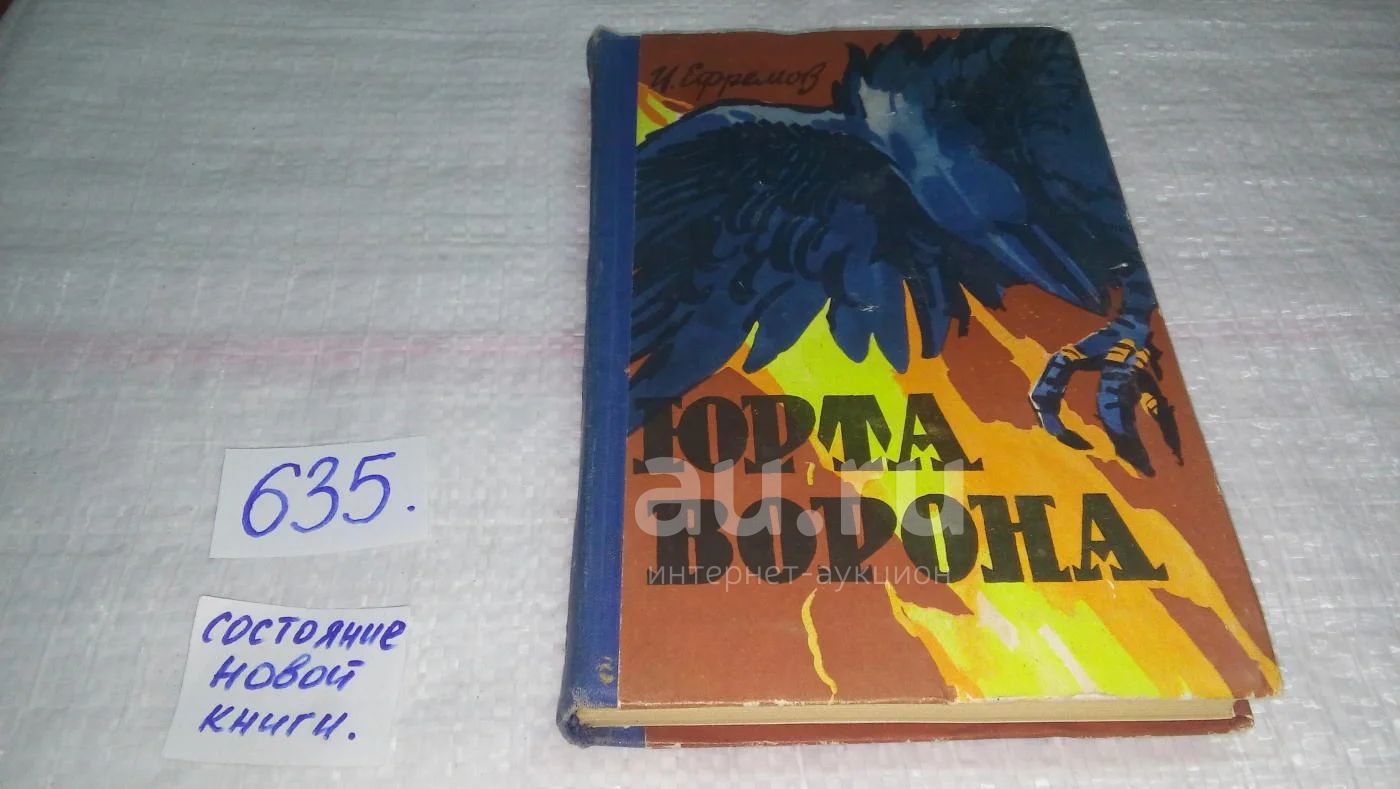 И. Ефремов
ЮРТА
ВОРОНА
au.ru
интернет-аукцион
635.
СОСТОЯНИЕ
НОВОЙ
КНИГИ.